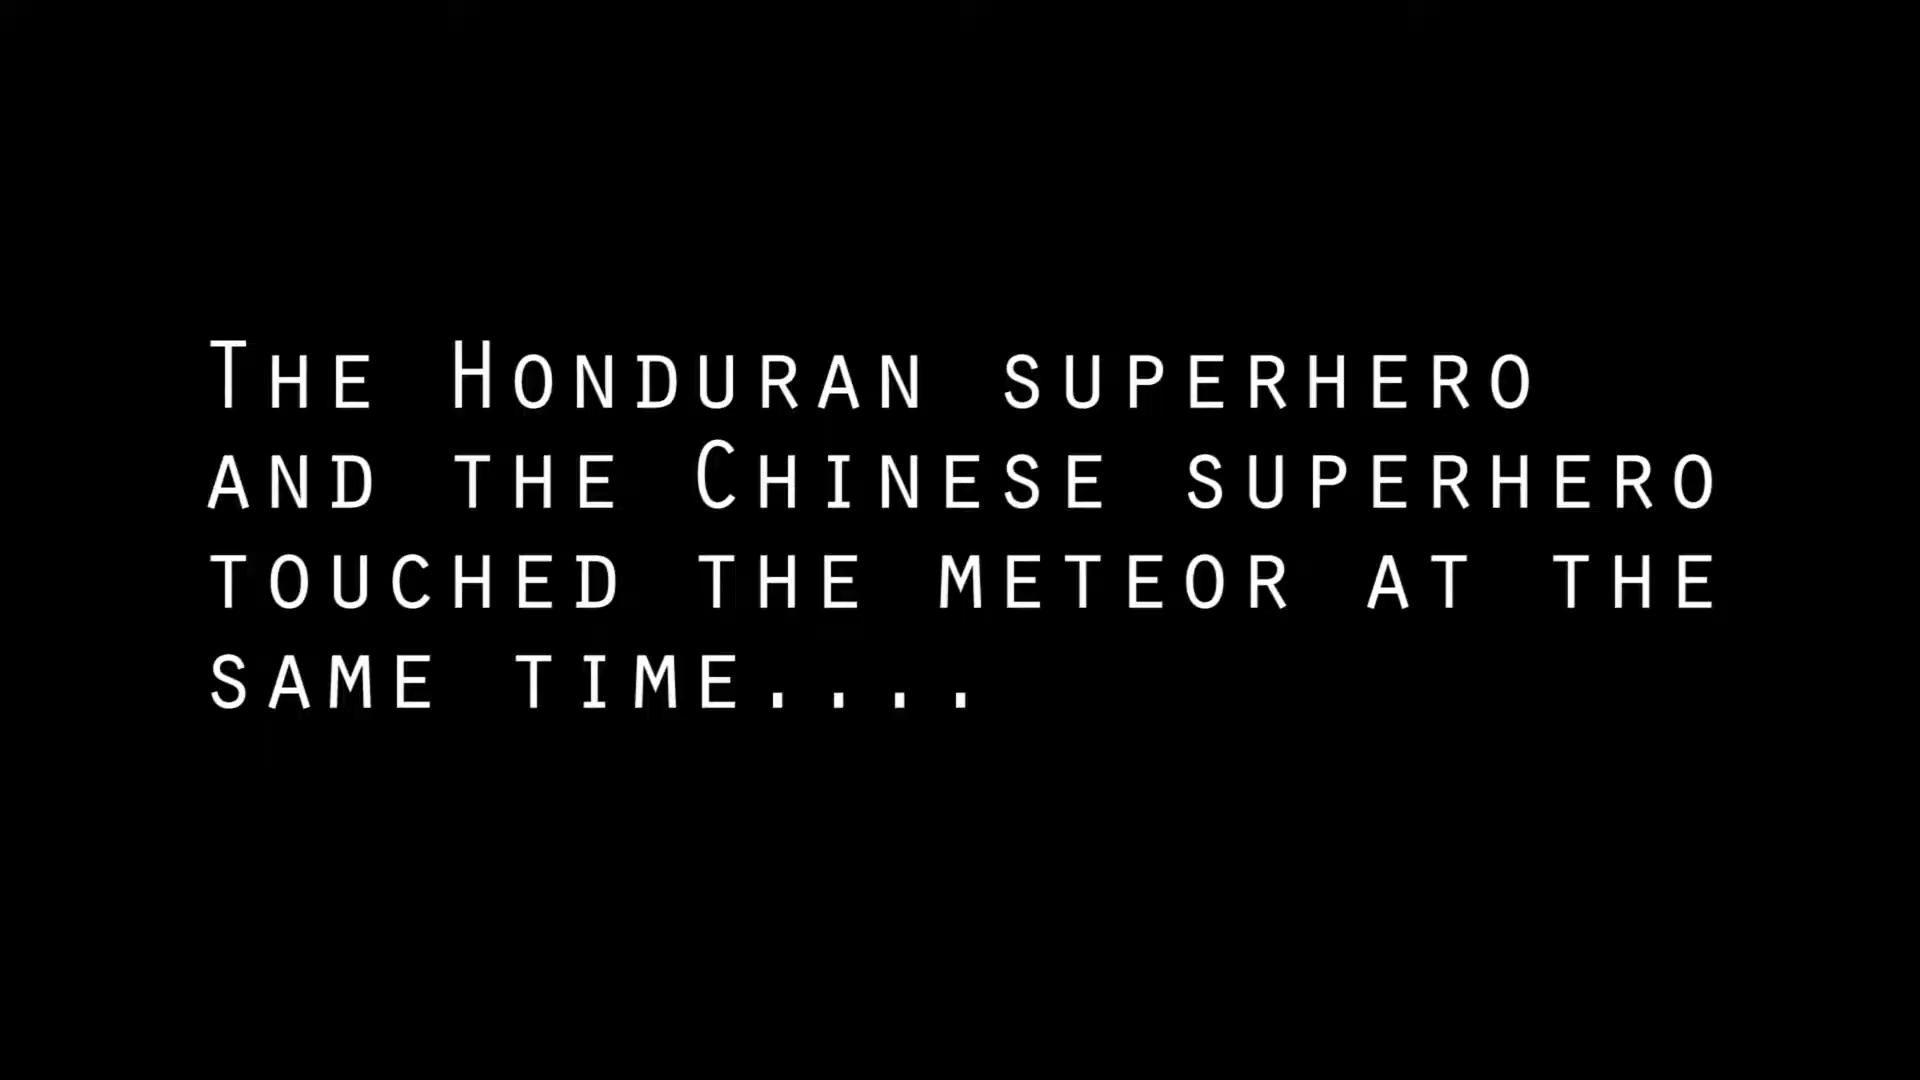 The Honduran superhero
and the Chinese superhero
touched the meteor at the
same time....